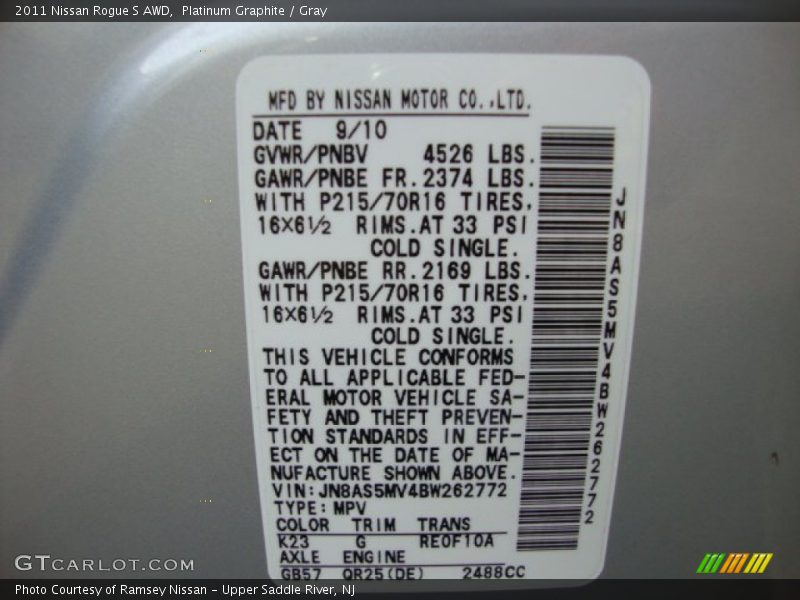 2011 Nissan Rogue S AWD, Platinum Graphite / Gray
MFD BY NISSAN MOTOR CO.,LTD.
DATE 9/10
GVWR/PNBV 4526 LBS.
GAWR/PNBE FR.2374 LBS.
WITH P215/70R16 TIRES.
16×6½ RIMS.AT 33 PSI
COLD SINGLE.
GAWR/PNBE RR.2169 LBS.
WITH P215/70R16 TIRES.
16×6½ RIMS.AT 33 PSI
COLD SINGLE.
THIS VEHICLE CONFORMS
TO ALL APPLICABLE FED-
ERAL MOTOR VEHICLE SA-
FETY AND THEFT PREVEN-
TION STANDARDS IN EFF-
ECT ON THE DATE OF MA-
NUFACTURE SHOWN ABOVE.
VIN:JN8AS5MV4BW262772
TYPE:MPV
COLOR TRIM TRANS
K23 G RE0F10A
AXLE ENGINE
GB57 QR25(DE) 2488CC
JN8AS5MV4BW262772
GTCARLOT.COM
Photo Courtesy of Ramsey Nissan - Upper Saddle River, NJ